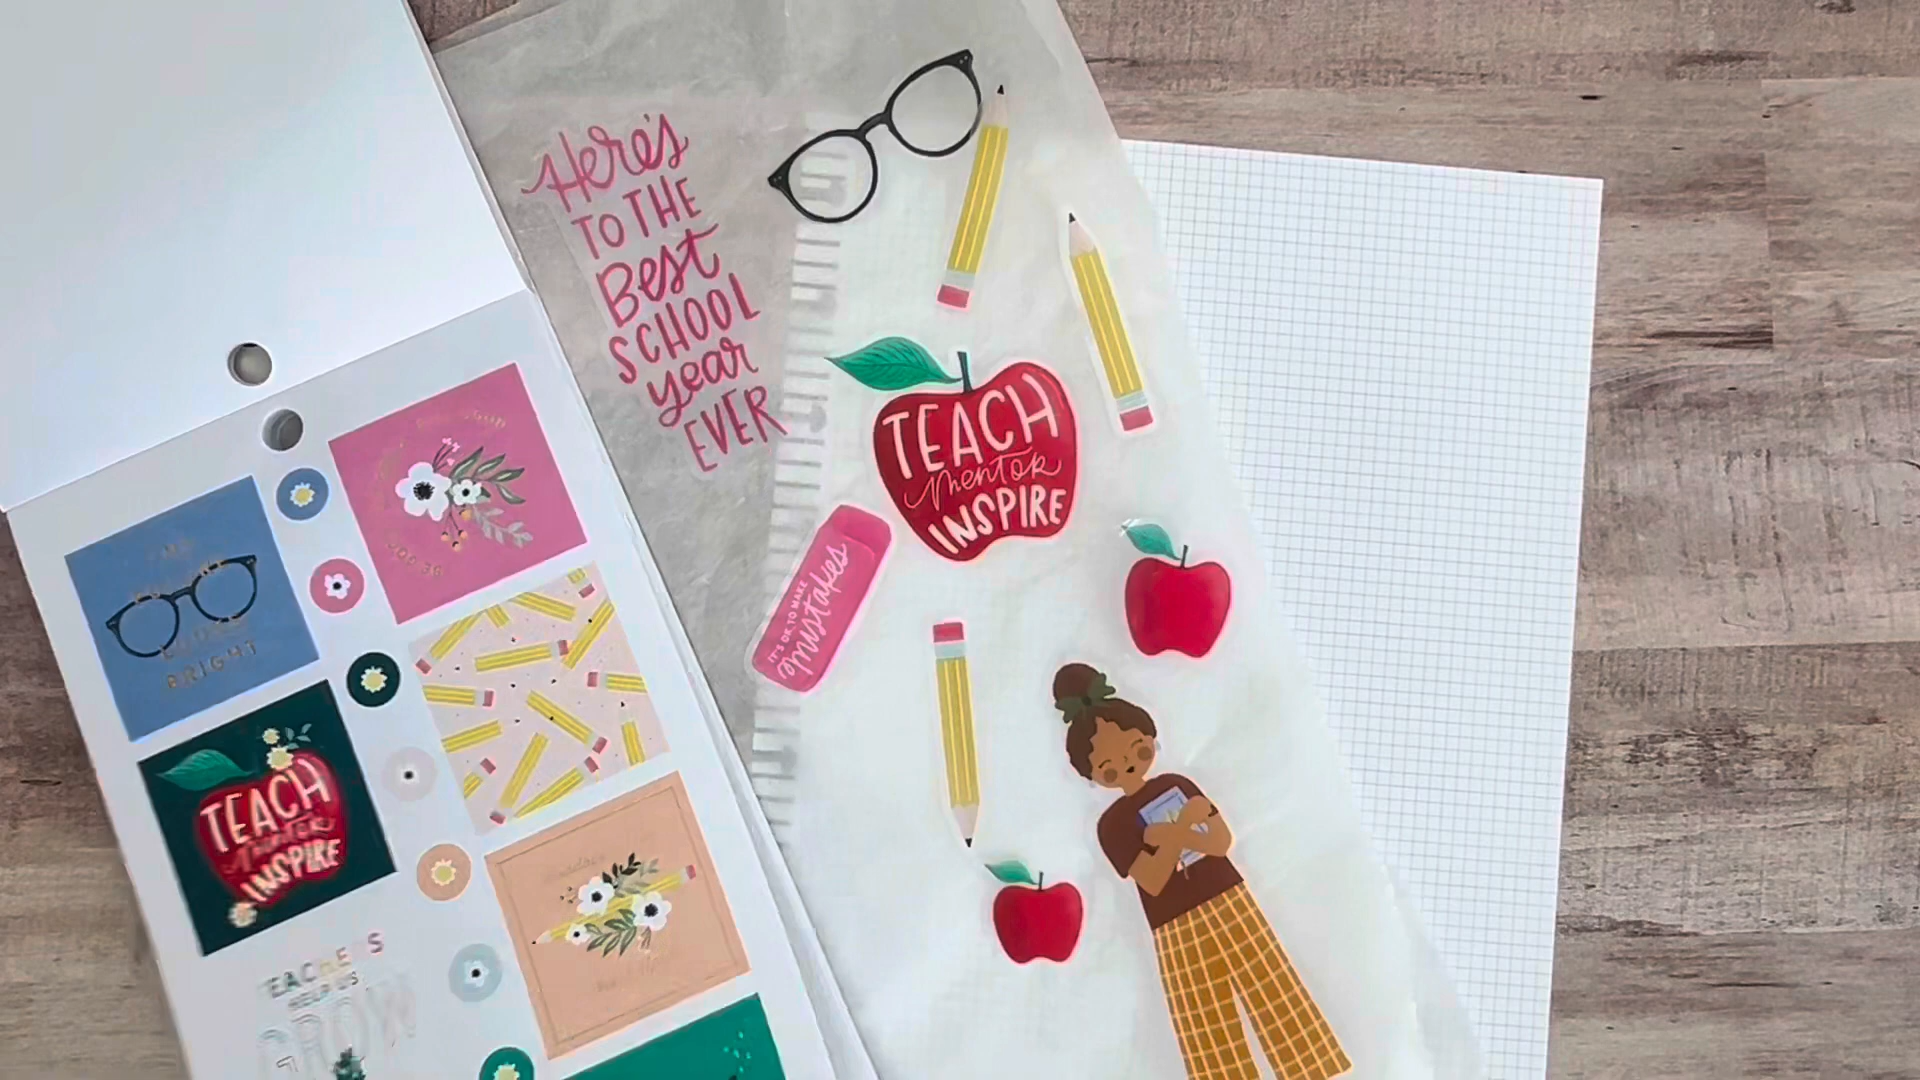 Here's
TO THE
Best
SCHOOL
year
EVER
TEACH
mentor
INSPIRE
IT'S OK TO MAKE
mistakes
BRIGHT
TEACH
mentor
INSPIRE
TEACHERS
HELP US
GROW